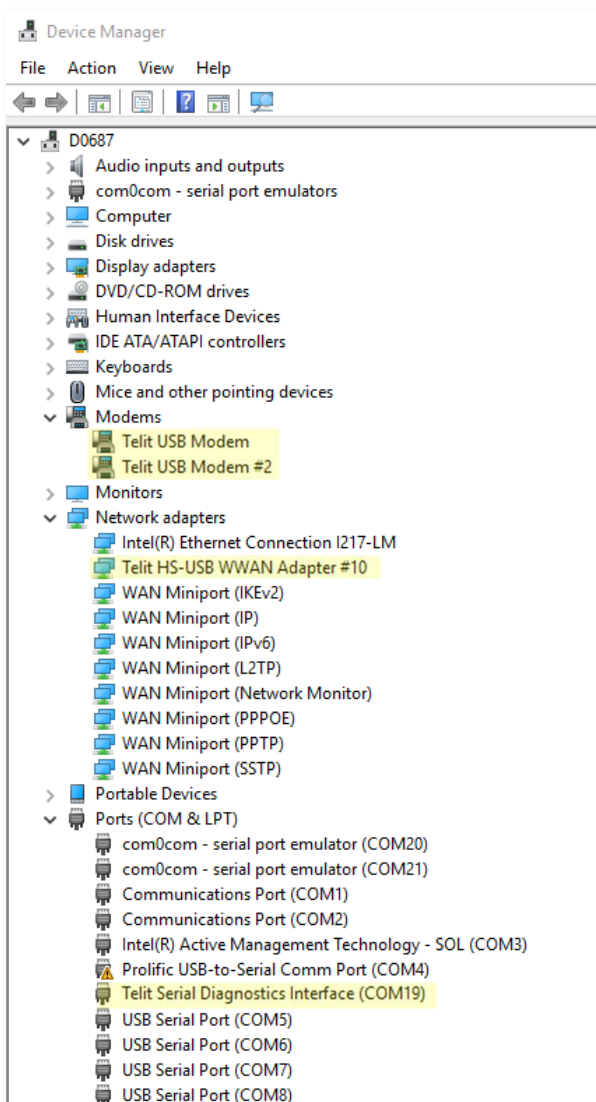 Device Manager
File Action View Help
D0687
Audio inputs and outputs
com0com - serial port emulators
Computer
Disk drives
Display adapters
DVD/CD-ROM drives
Human Interface Devices
IDE ATA/ATAPI controllers
Keyboards
Mice and other pointing devices
Modems
Telit USB Modem
Telit USB Modem #2
Monitors
Network adapters
Intel(R) Ethernet Connection I217-LM
Telit HS-USB WWAN Adapter #10
WAN Miniport (IKEv2)
WAN Miniport (IP)
WAN Miniport (IPv6)
WAN Miniport (L2TP)
WAN Miniport (Network Monitor)
WAN Miniport (PPPOE)
WAN Miniport (PPTP)
WAN Miniport (SSTP)
Portable Devices
Ports (COM & LPT)
com0com - serial port emulator (COM20)
com0com - serial port emulator (COM21)
Communications Port (COM1)
Communications Port (COM2)
Intel(R) Active Management Technology - SOL (COM3)
Prolific USB-to-Serial Comm Port (COM4)
Telit Serial Diagnostics Interface (COM19)
USB Serial Port (COM5)
USB Serial Port (COM6)
USB Serial Port (COM7)
USB Serial Port (COM8)